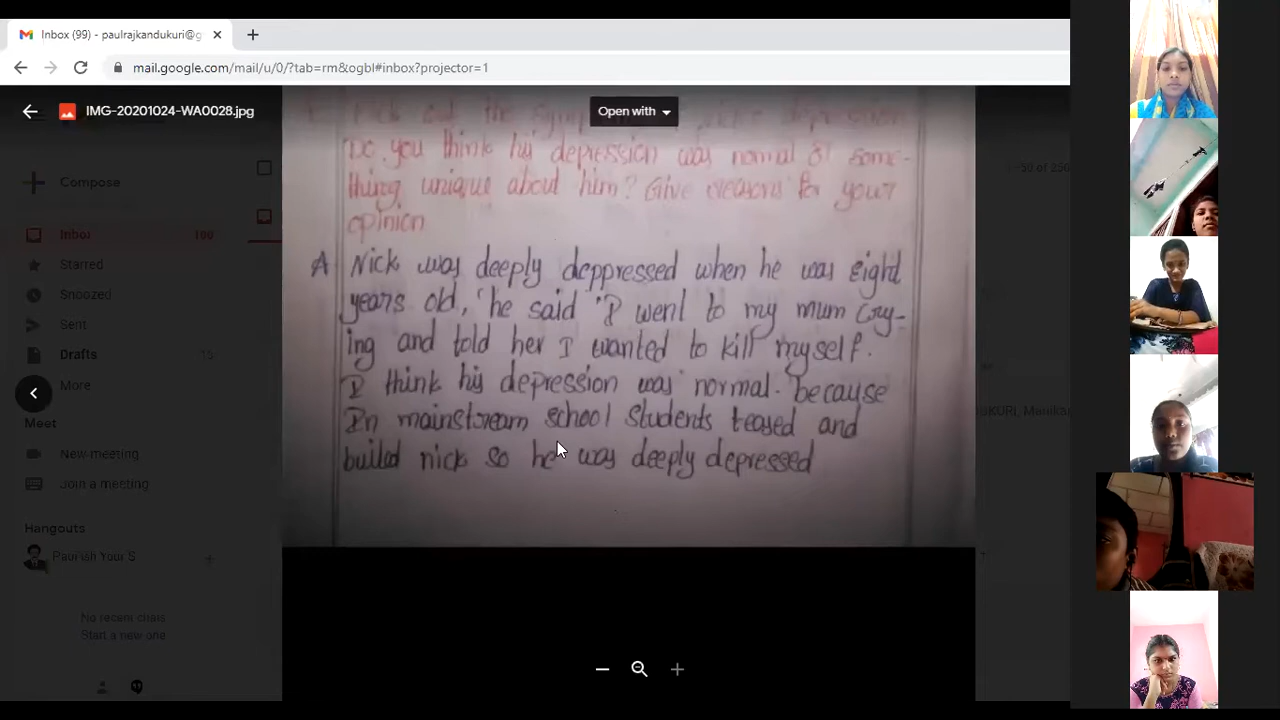 Inbox (99) - paulrajkandukuri@g
mail.google.com/mail/u/0/?tab=rm&ogbl#inbox?projector=1
IMG-20201024-WA0028.jpg
Open with
Compose
Inbox
Starred
Snoozed
Sent
Drafts 15
More
Meet
New meeting
Join a meeting
Hangouts
No recent chats
Start a new one
Do you think his depression was normal or some-
thing unique about him? Give reasons for your
opinion
A Nick was deeply deppressed when he was eight
years old, 'he said 'I went to my mum cry-
ing and told her I wanted to kill myself.
I think his depression was normal. because
In mainstream school students teased and
builed nick so he was deeply depressed